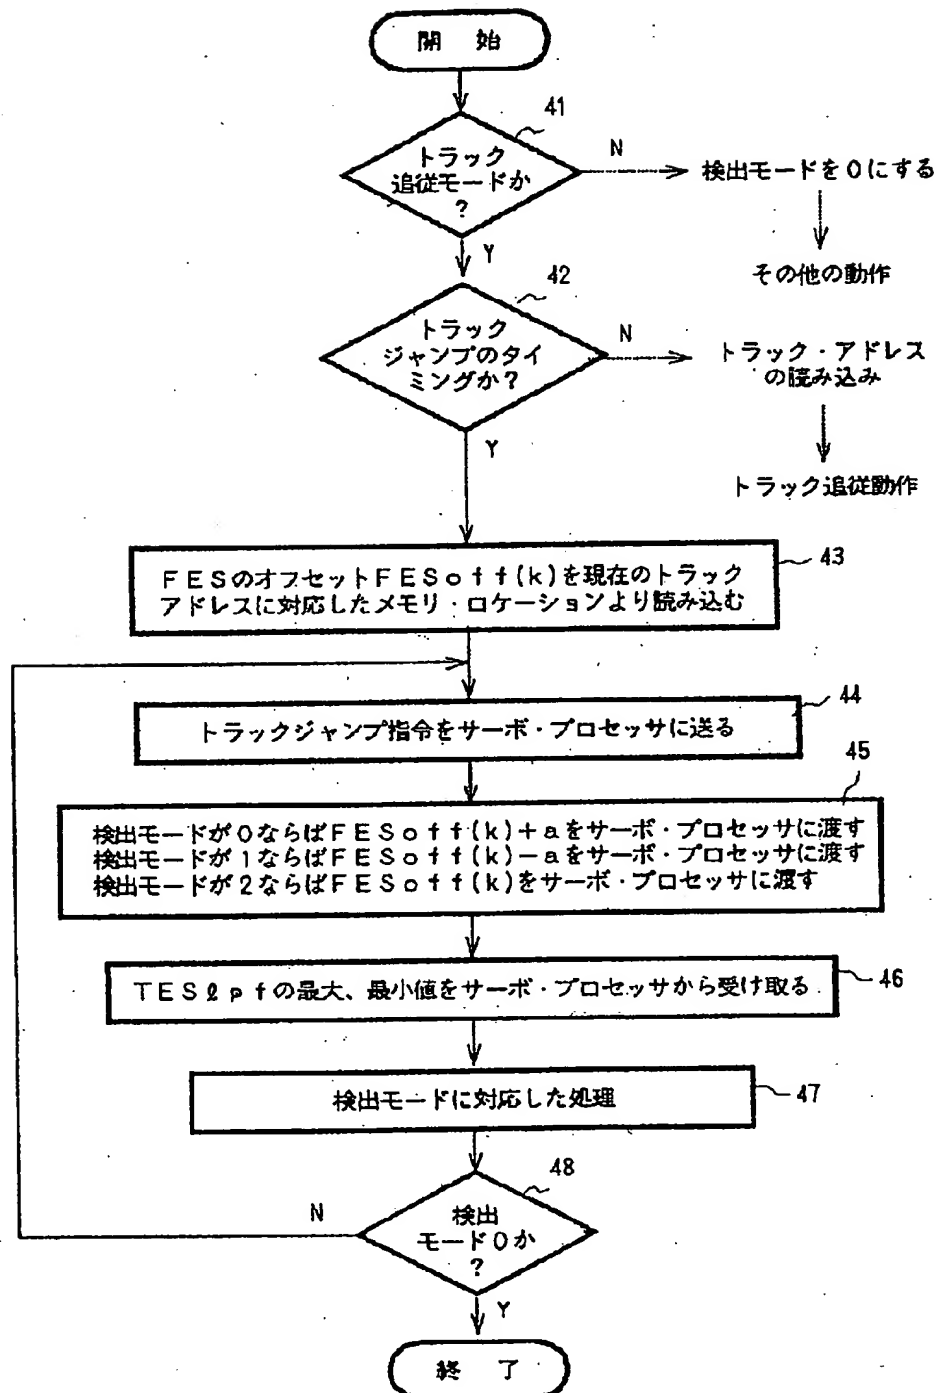 開 始
41
トラック
追従モードか
?
N
検出モードを0にする
その他の動作
Y
42
トラック
ジャンプのタイ
ミングか?
N
トラック・アドレス
の読み込み
トラック追従動作
Y
43
FESのオフセットFESoff(k)を現在のトラック
アドレスに対応したメモリ・ロケーションより読み込む
44
トラックジャンプ指令をサーボ・プロセッサに送る
45
検出モードが0ならばFESoff(k)+aをサーボ・プロセッサに渡す
検出モードが1ならばFESoff(k)-aをサーボ・プロセッサに渡す
検出モードが2ならばFESoff(k)をサーボ・プロセッサに渡す
46
TESlpfの最大、最小値をサーボ・プロセッサから受け取る
47
検出モードに対応した処理
48
検出
モード0か
?
N
Y
終 了